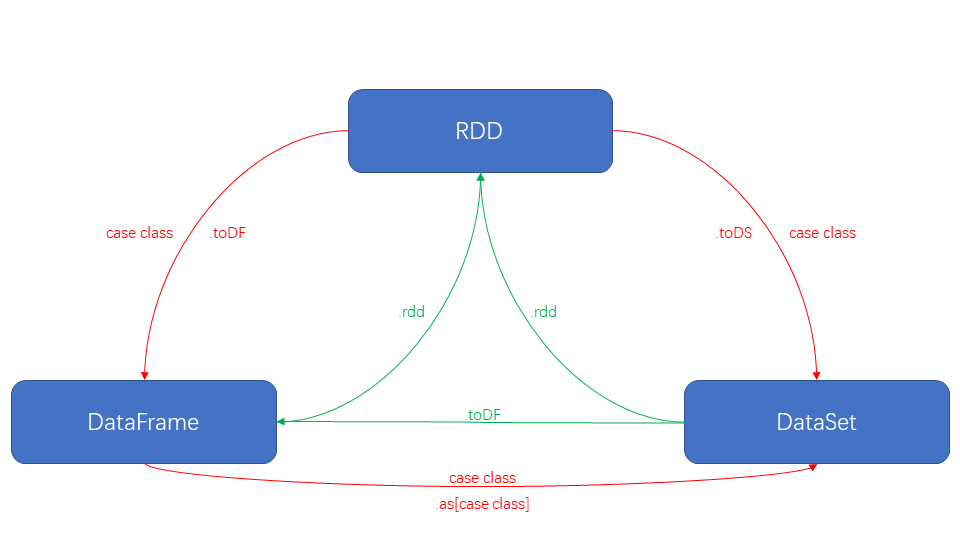 RDD
case class
.toDF
.toDS
case class
.rdd
.rdd
DataFrame
.toDF
DataSet
case class
.as[case class]